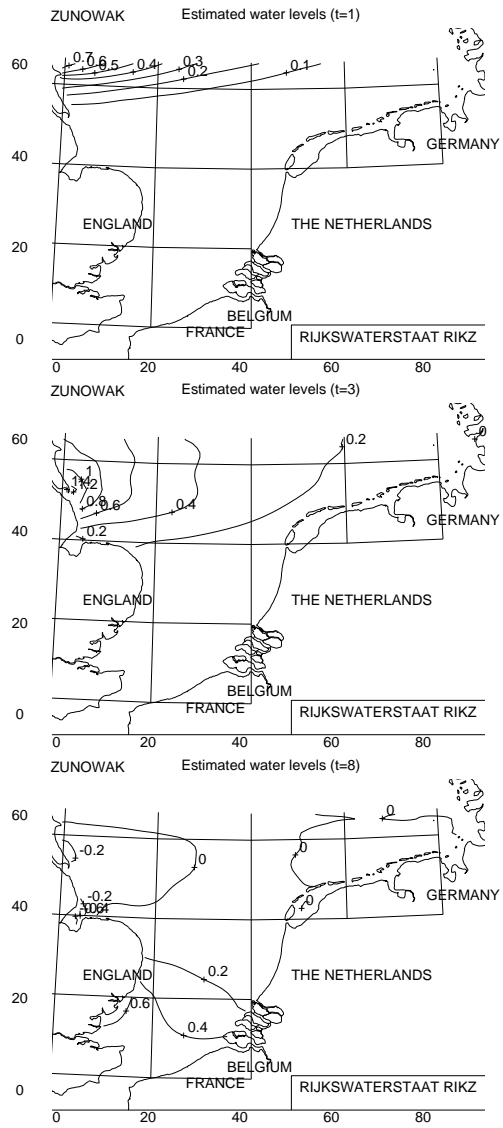 ZUNOWAK Estimated water levels (t=1)
0.7 0.6 0.5 0.4 0.3 0.2 0.1
60
GERMANY
40
ENGLAND THE NETHERLANDS
20
BELGIUM
FRANCE RIJKSWATERSTAAT RIKZ
0
0 20 40 60 80
ZUNOWAK Estimated water levels (t=3)
0.2 0
60
1
0.8 0.6 0.4
GERMANY
0.2
40
ENGLAND THE NETHERLANDS
20
BELGIUM
FRANCE RIJKSWATERSTAAT RIKZ
0
0 20 40 60 80
ZUNOWAK Estimated water levels (t=8)
0
60
-0.2 0 0
-0.2 0 GERMANY
40
ENGLAND 0.2 THE NETHERLANDS
20
0.6
0.4
BELGIUM
FRANCE RIJKSWATERSTAAT RIKZ
0
0 20 40 60 80